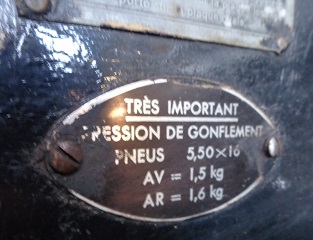 TRÈS IMPORTANT
PRESSION DE GONFLEMENT
PNEUS 5,50×16
AV = 1,5 kg
AR = 1,6 kg